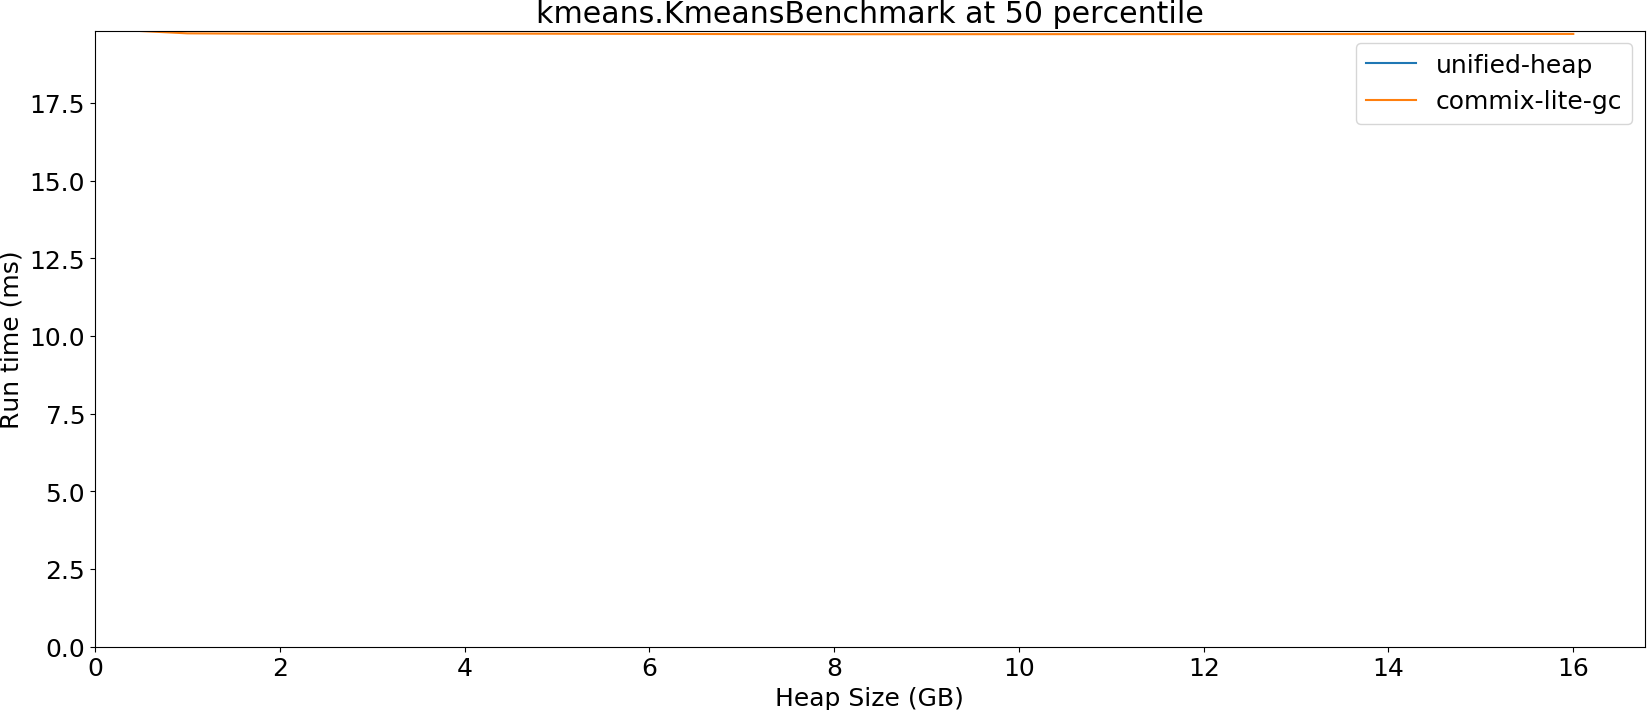 kmeans.KmeansBenchmark at 50 percentile
unified-heap
commix-lite-gc
Run time (ms)
17.5
15.0
12.5
10.0
7.5
5.0
2.5
0.0
0 2 4 6 8 10 12 14 16
Heap Size (GB)